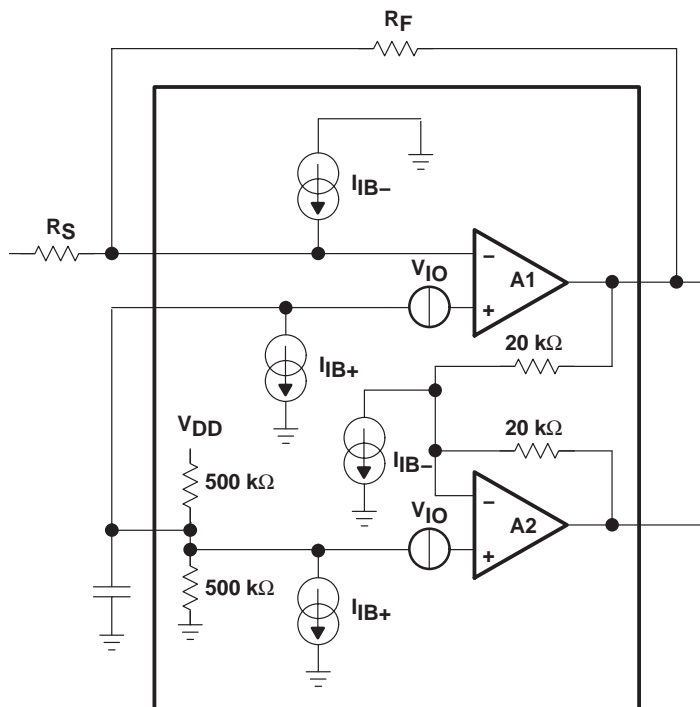 RF
IIB–
RS
VIO
–
A1
+
20 kΩ
IIB+
VDD
20 kΩ
IIB–
500 kΩ
VIO
–
A2
+
500 kΩ
IIB+